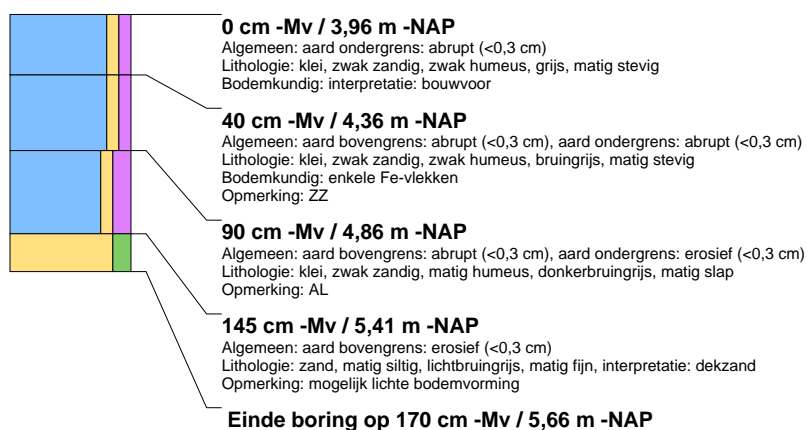 0 cm -Mv / 3,96 m -NAP
Algemeen: aard ondergrens: abrupt (<0,3 cm)
Lithologie: klei, zwak zandig, zwak humeus, grijs, matig stevig
Bodemkundig: interpretatie: bouwvoor
40 cm -Mv / 4,36 m -NAP
Algemeen: aard bovengrens: abrupt (<0,3 cm), aard ondergrens: abrupt (<0,3 cm)
Lithologie: klei, zwak zandig, zwak humeus, bruingrijs, matig stevig
Bodemkundig: enkele Fe-vlekken
Opmerking: ZZ
90 cm -Mv / 4,86 m -NAP
Algemeen: aard bovengrens: abrupt (<0,3 cm), aard ondergrens: erosief (<0,3 cm)
Lithologie: klei, zwak zandig, matig humeus, donkerbruingrijs, matig slap
Opmerking: AL
145 cm -Mv / 5,41 m -NAP
Algemeen: aard bovengrens: erosief (<0,3 cm)
Lithologie: zand, matig siltig, lichtbruingrijs, matig fijn, interpretatie: dekzand
Opmerking: mogelijk lichte bodemvorming
Einde boring op 170 cm -Mv / 5,66 m -NAP